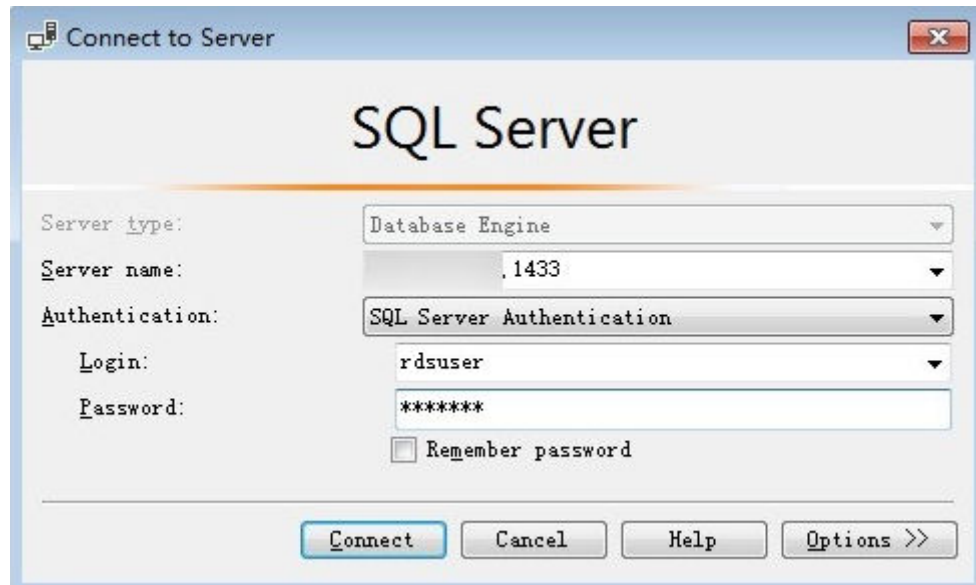 Connect to Server
SQL Server
Server type: Database Engine
Server name: ,1433
Authentication: SQL Server Authentication
Login: rdsuser
Password: *******
Remember password
Connect Cancel Help Options >>